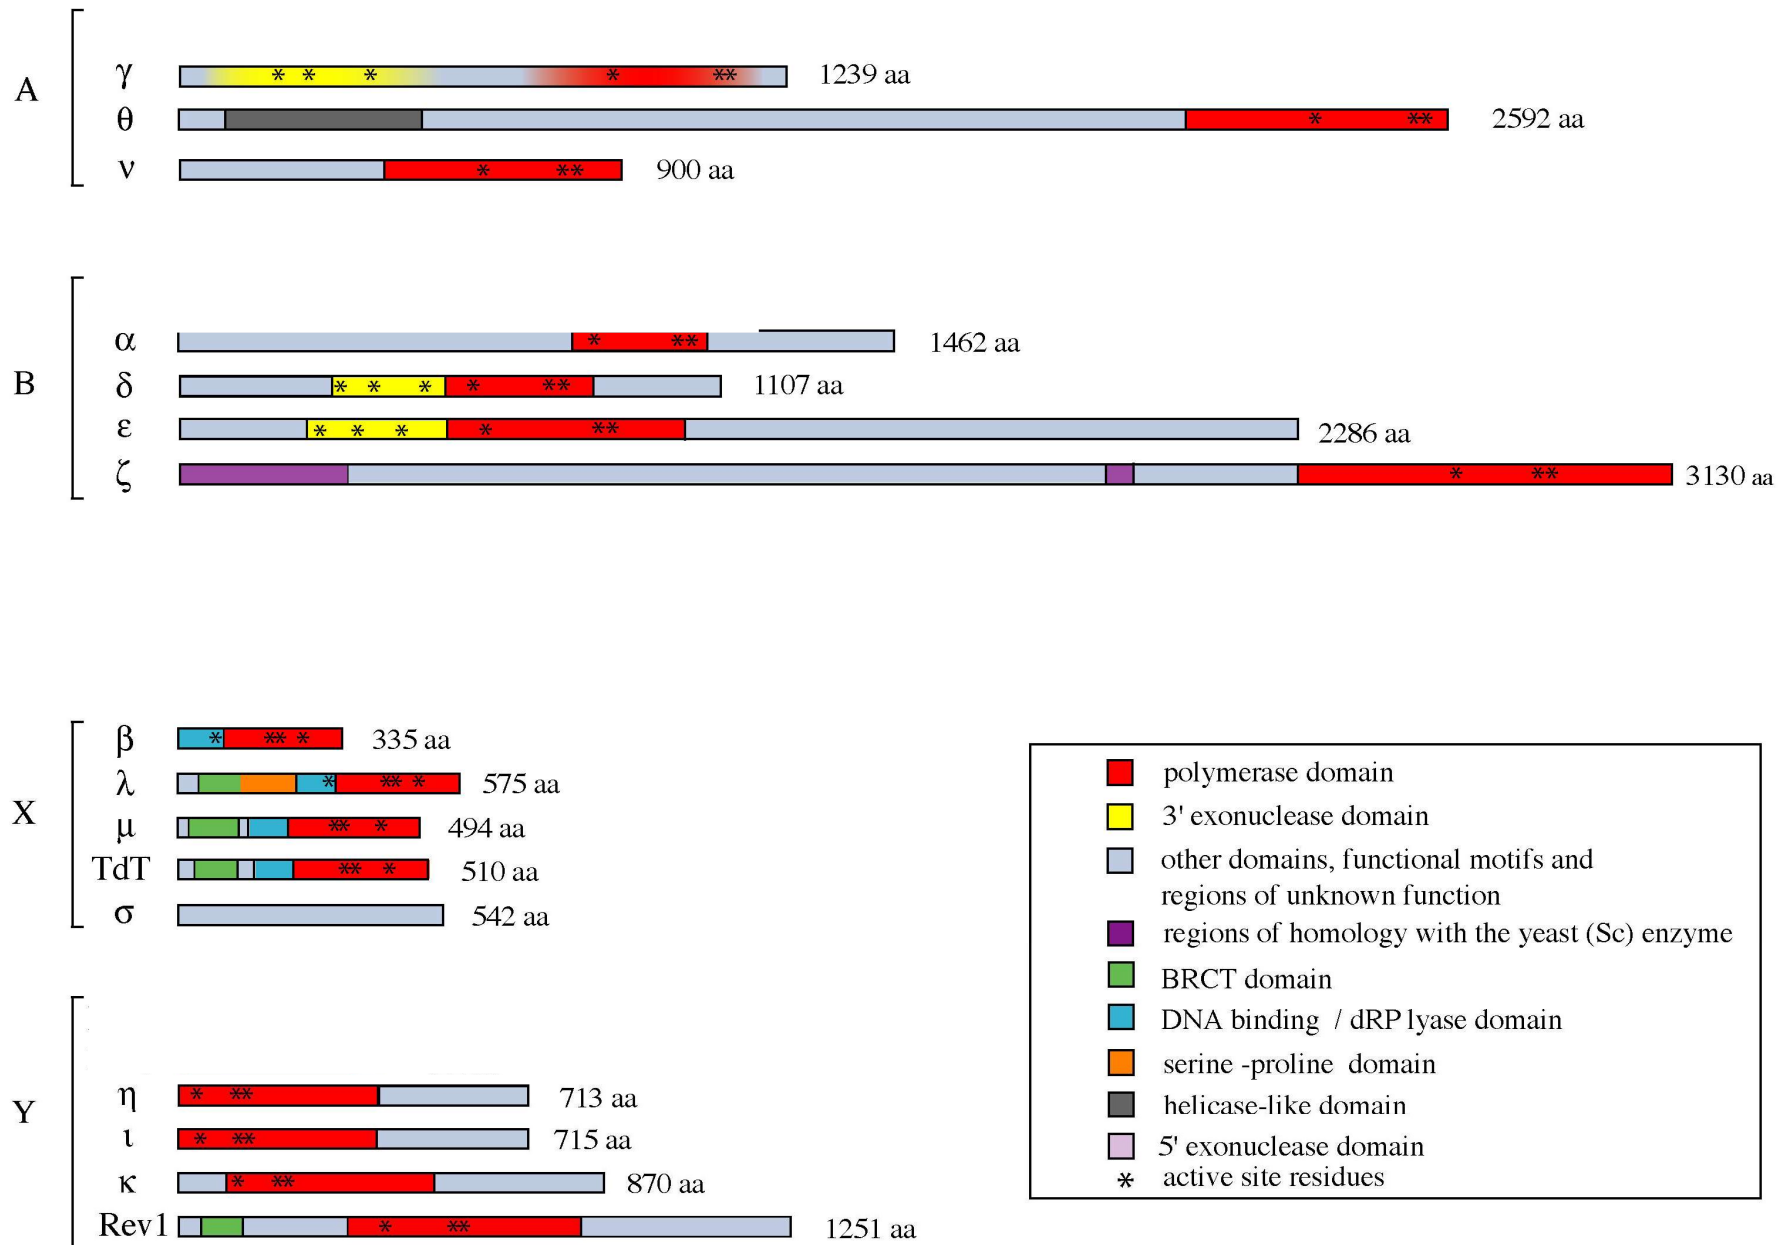 A
γ * * * * ** 1239 aa
θ * ** 2592 aa
ν * ** 900 aa
B
α * ** 1462 aa
δ * * * * ** 1107 aa
ε * * * * ** 2286 aa
ζ * ** 3130 aa
X
β * ** * 335 aa
λ * ** * 575 aa
μ ** * 494 aa
TdT ** * 510 aa
σ 542 aa
Y
η * ** 713 aa
ι * ** 715 aa
κ * ** 870 aa
Rev1 * ** 1251 aa
polymerase domain
3' exonuclease domain
other domains, functional motifs and
regions of unknown function
regions of homology with the yeast (Sc) enzyme
BRCT domain
DNA binding / dRP lyase domain
serine -proline domain
helicase-like domain
5' exonuclease domain
* active site residues